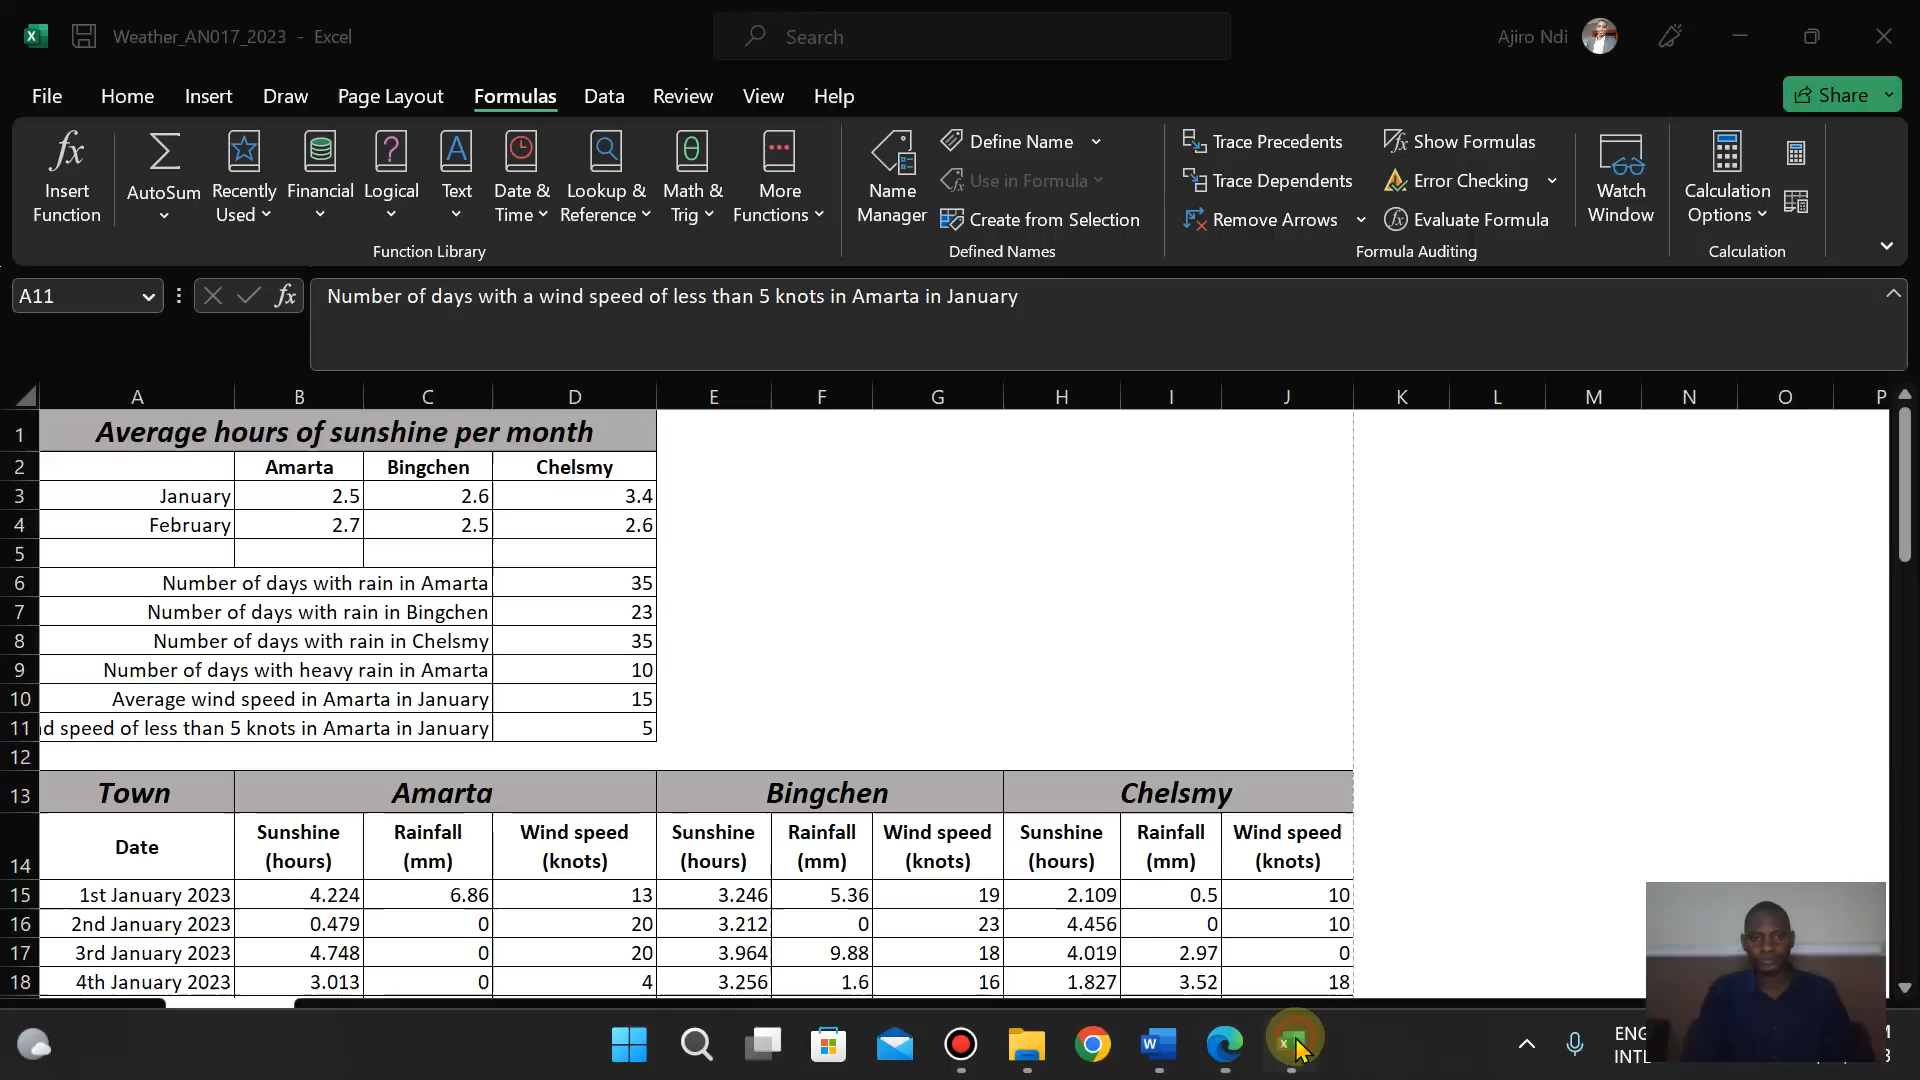 Weather_AN017_2023 - Excel
Search
Ajiro Ndi
File Home Insert Draw Page Layout Formulas Data Review View Help
Share
Insert Function
AutoSum
Recently Used
Financial
Logical
Text
Date & Time
Lookup & Reference
Math & Trig
More Functions
Function Library
Name Manager
Define Name
Use in Formula
Create from Selection
Defined Names
Trace Precedents
Trace Dependents
Remove Arrows
Show Formulas
Error Checking
Evaluate Formula
Formula Auditing
Watch Window
Calculation Options
Calculation
A11
fx
Number of days with a wind speed of less than 5 knots in Amarta in January
A B C D E F G H I J K L M N O P
1 Average hours of sunshine per month
2 Amarta Bingchen Chelsmy
3 January 2.5 2.6 3.4
4 February 2.7 2.5 2.6
5
6 Number of days with rain in Amarta 35
7 Number of days with rain in Bingchen 23
8 Number of days with rain in Chelsmy 35
9 Number of days with heavy rain in Amarta 10
10 Average wind speed in Amarta in January 15
11 d speed of less than 5 knots in Amarta in January 5
12
13 Town Amarta Bingchen Chelsmy
14 Date Sunshine (hours) Rainfall (mm) Wind speed (knots) Sunshine (hours) Rainfall (mm) Wind speed (knots) Sunshine (hours) Rainfall (mm) Wind speed (knots)
15 1st January 2023 4.224 6.86 13 3.246 5.36 19 2.109 0.5 10
16 2nd January 2023 0.479 0 20 3.212 0 23 4.456 0 10
17 3rd January 2023 4.748 0 20 3.964 9.88 18 4.019 2.97 0
18 4th January 2023 3.013 0 4 3.256 1.6 16 1.827 3.52 18
ENG
INTL